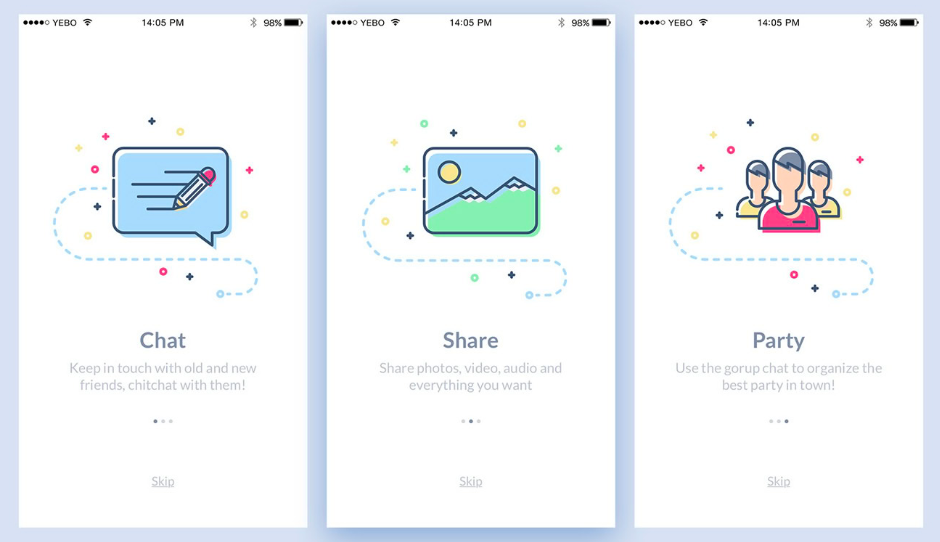 YEBO 14:05 PM 98%
Chat
Keep in touch with old and new
friends, chitchat with them!
Skip
YEBO 14:05 PM 98%
Share
Share photos, video, audio and
everything you want
Skip
YEBO 14:05 PM 98%
Party
Use the gorup chat to organize the
best party in town!
Skip